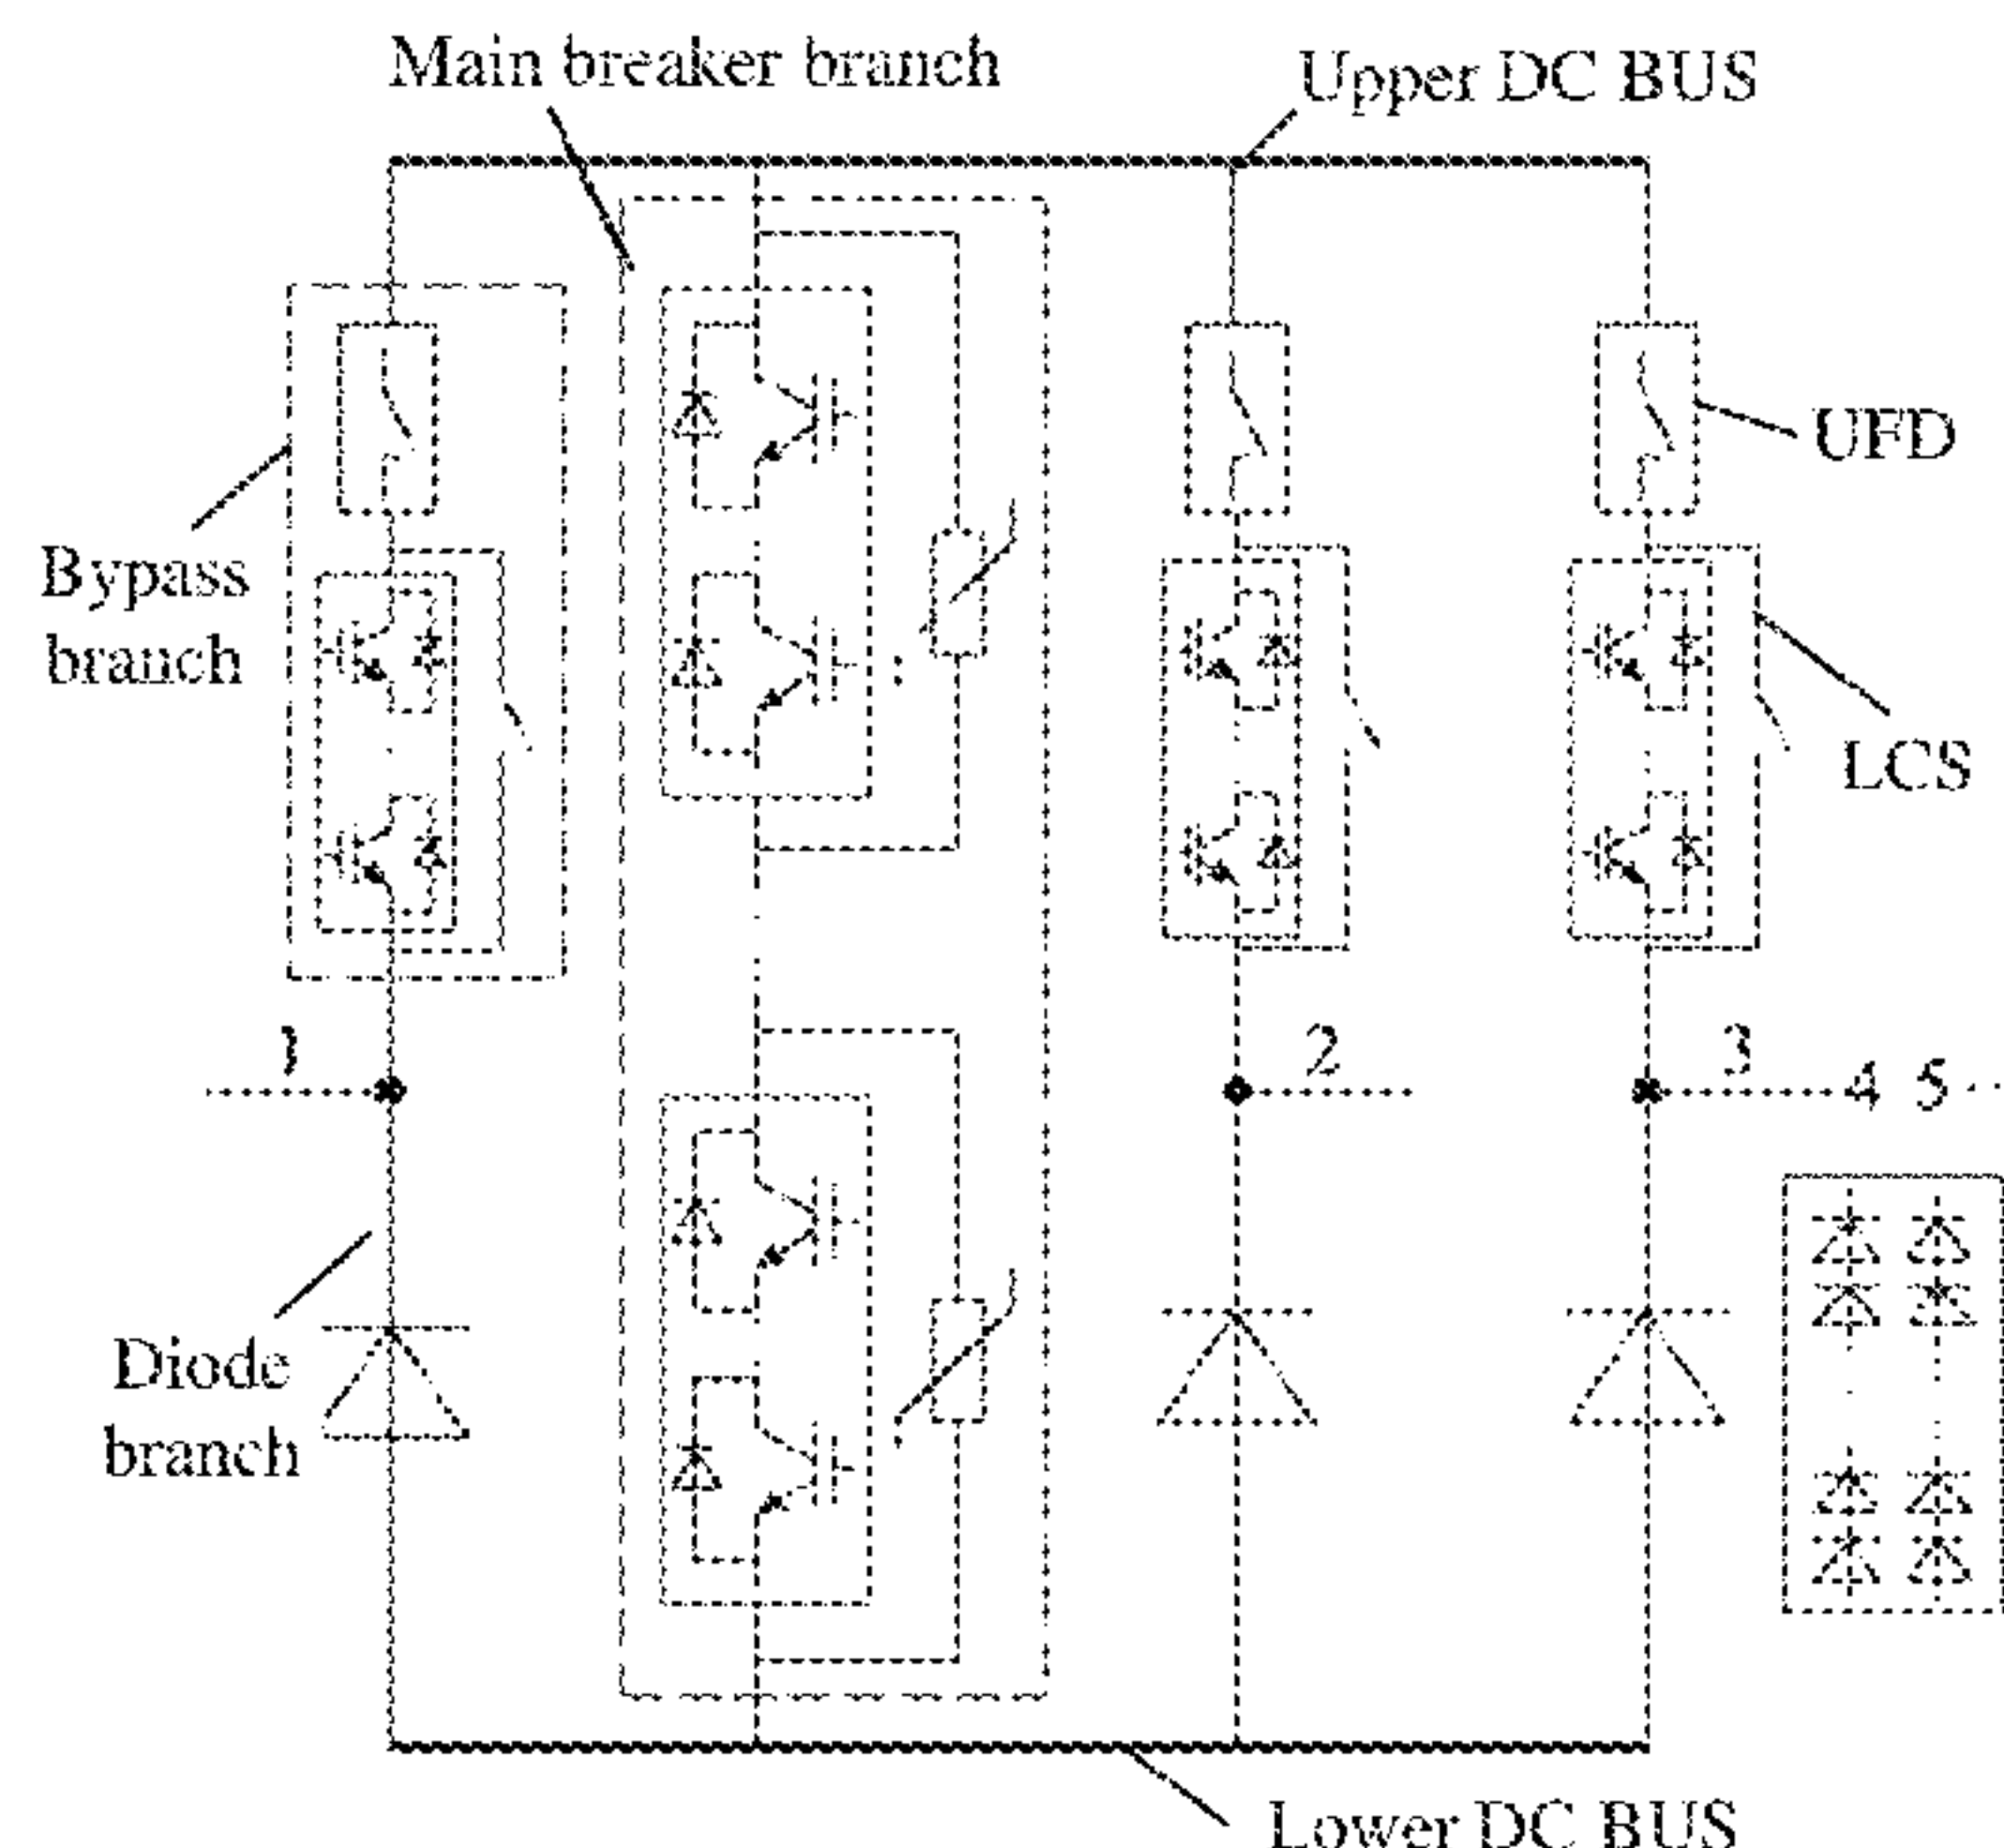 Main breaker branch
Upper DC BUS
UFD
Bypass
branch
LCS
1
2
3
4 5 ..
Diode
branch
Lower DC BUS